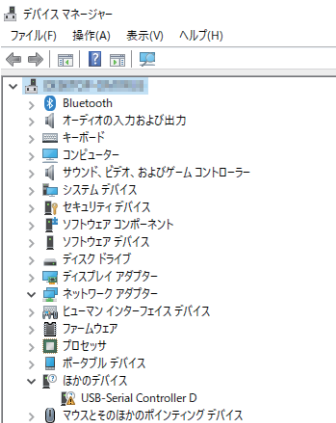 デバイス マネージャー
ファイル(F) 操作(A) 表示(V) ヘルプ(H)
Bluetooth
オーディオの入力および出力
キーボード
コンピューター
サウンド、ビデオ、およびゲーム コントローラー
システム デバイス
セキュリティ デバイス
ソフトウェア コンポーネント
ソフトウェア デバイス
ディスク ドライブ
ディスプレイ アダプター
ネットワーク アダプター
ヒューマン インターフェイス デバイス
ファームウェア
プロセッサ
ポータブル デバイス
ほかのデバイス
USB-Serial Controller D
マウスとそのほかのポインティング デバイス